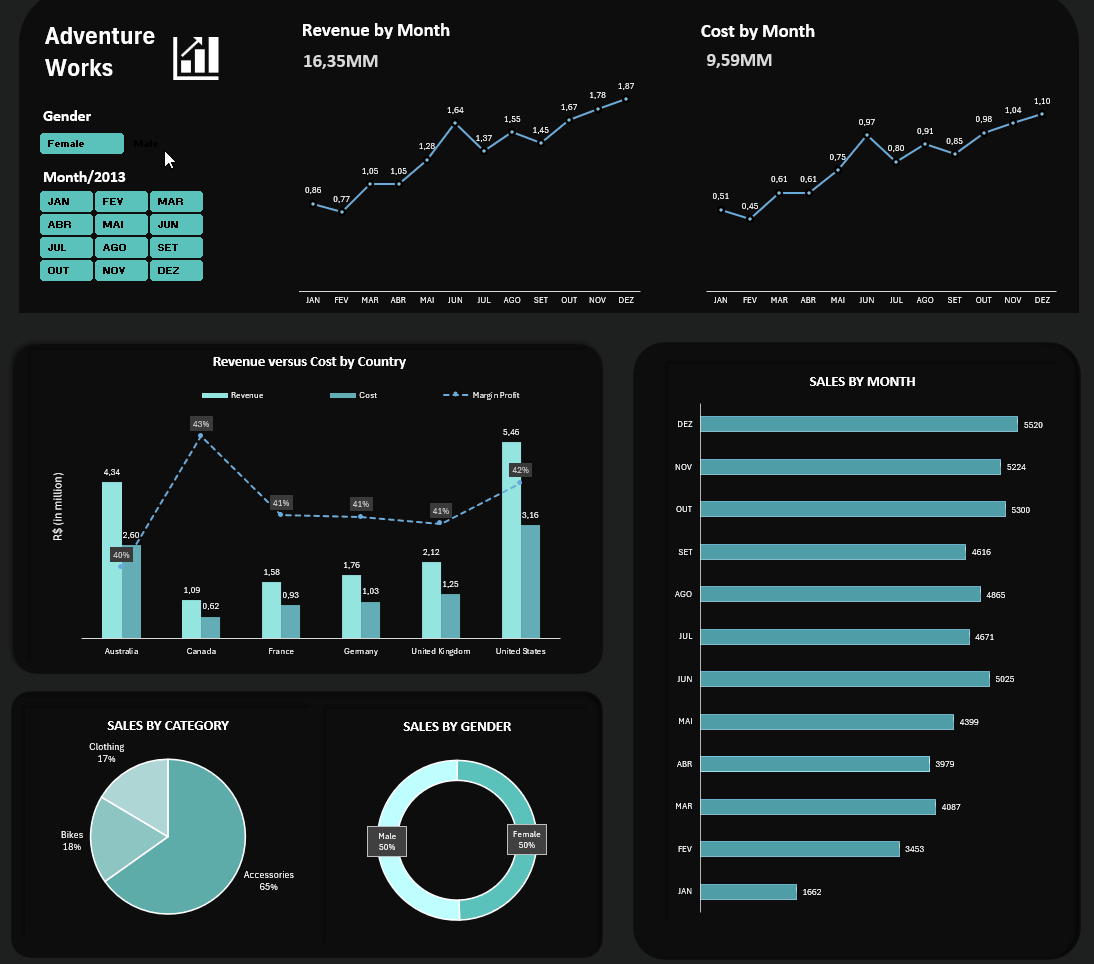 Adventure
Works
Revenue by Month
16,35MM
Cost by Month
9,59MM
Gender
Female Male
Month/2013
JAN FEV MAR
ABR MAI JUN
JUL AGO SET
OUT NOV DEZ
0,86 0,77 1,05 1,05 1,28 1,64 1,37 1,55 1,45 1,67 1,78 1,87
JAN FEV MAR ABR MAI JUN JUL AGO SET OUT NOV DEZ
0,51 0,45 0,61 0,61 0,75 0,97 0,80 0,91 0,85 0,98 1,04 1,10
JAN FEV MAR ABR MAI JUN JUL AGO SET OUT NOV DEZ
Revenue versus Cost by Country
Revenue Cost Margin Profit
R$ (in million)
4,34 1,09 1,58 1,76 2,12 5,46
2,60 0,62 0,93 1,03 1,25 3,16
40% 43% 41% 41% 41% 42%
Australia Canada France Germany United Kingdom United States
SALES BY MONTH
DEZ 5520
NOV 5224
OUT 5300
SET 4616
AGO 4865
JUL 4671
JUN 5025
MAI 4399
ABR 3979
MAR 4087
FEV 3453
JAN 1662
SALES BY CATEGORY
Clothing
17%
Bikes
18%
Accessories
65%
SALES BY GENDER
Male
50%
Female
50%